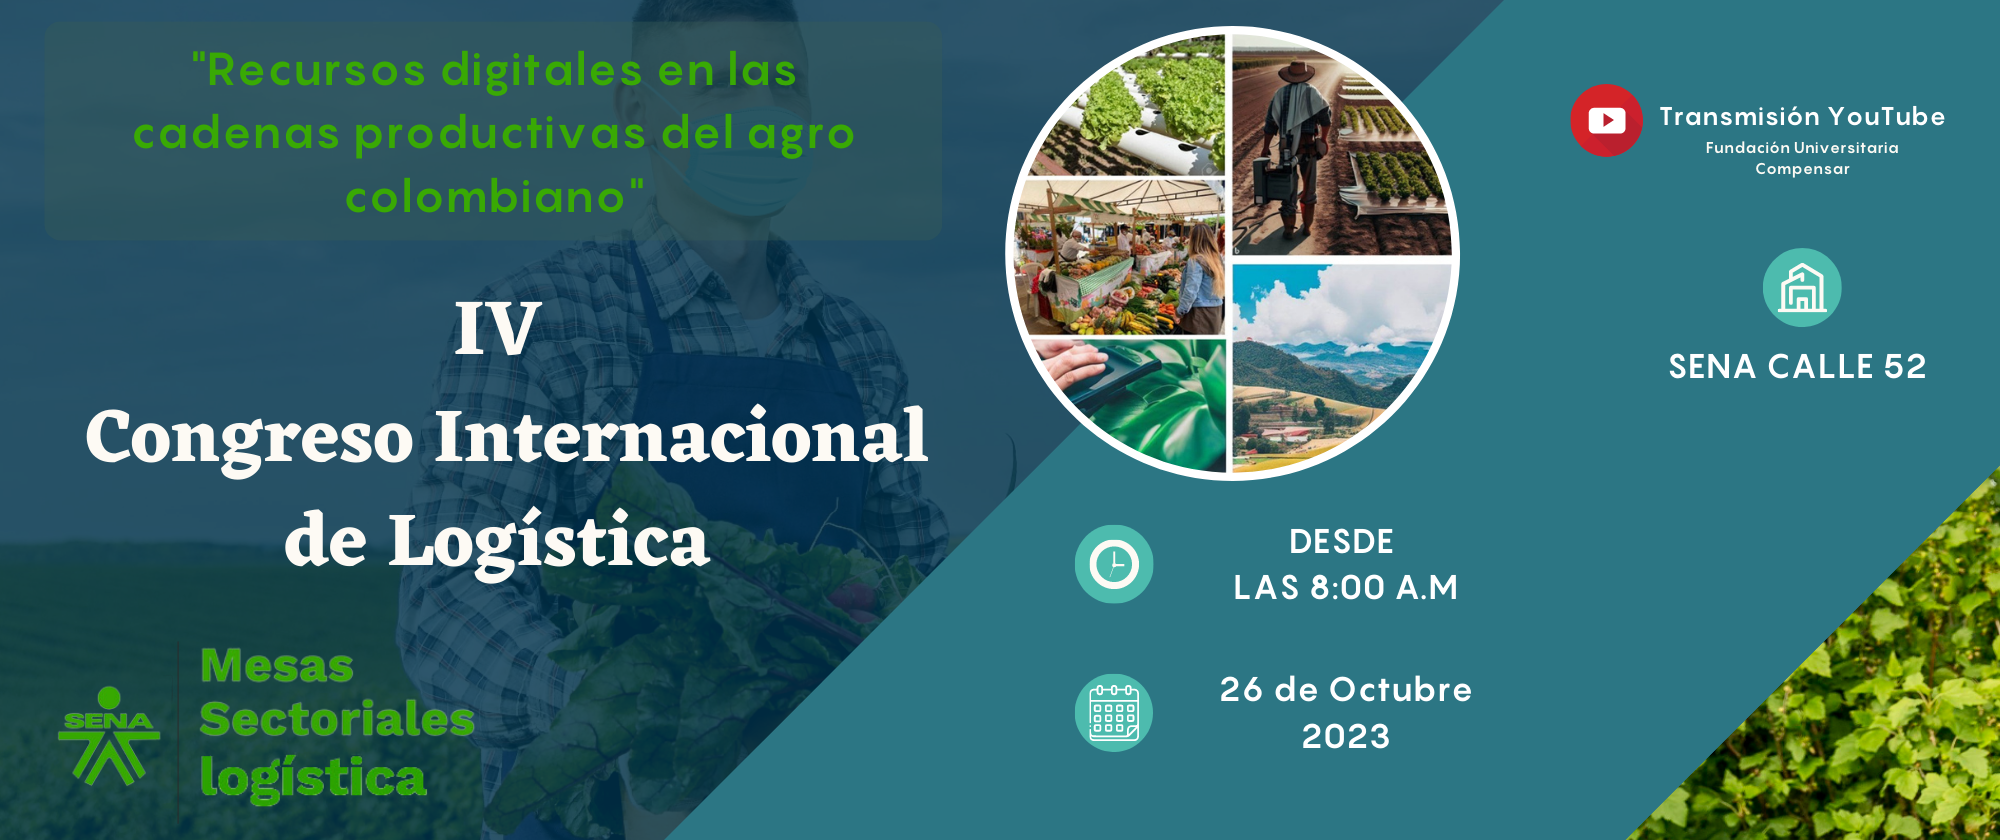 "Recursos digitales en las
cadenas productivas del agro
colombiano"
IV
Congreso Internacional
de Logística
SENA
Mesas
Sectoriales
logística
Transmisión YouTube
Fundación Universitaria
Compensar
SENA CALLE 52
DESDE
LAS 8:00 A.M
26 de Octubre
2023